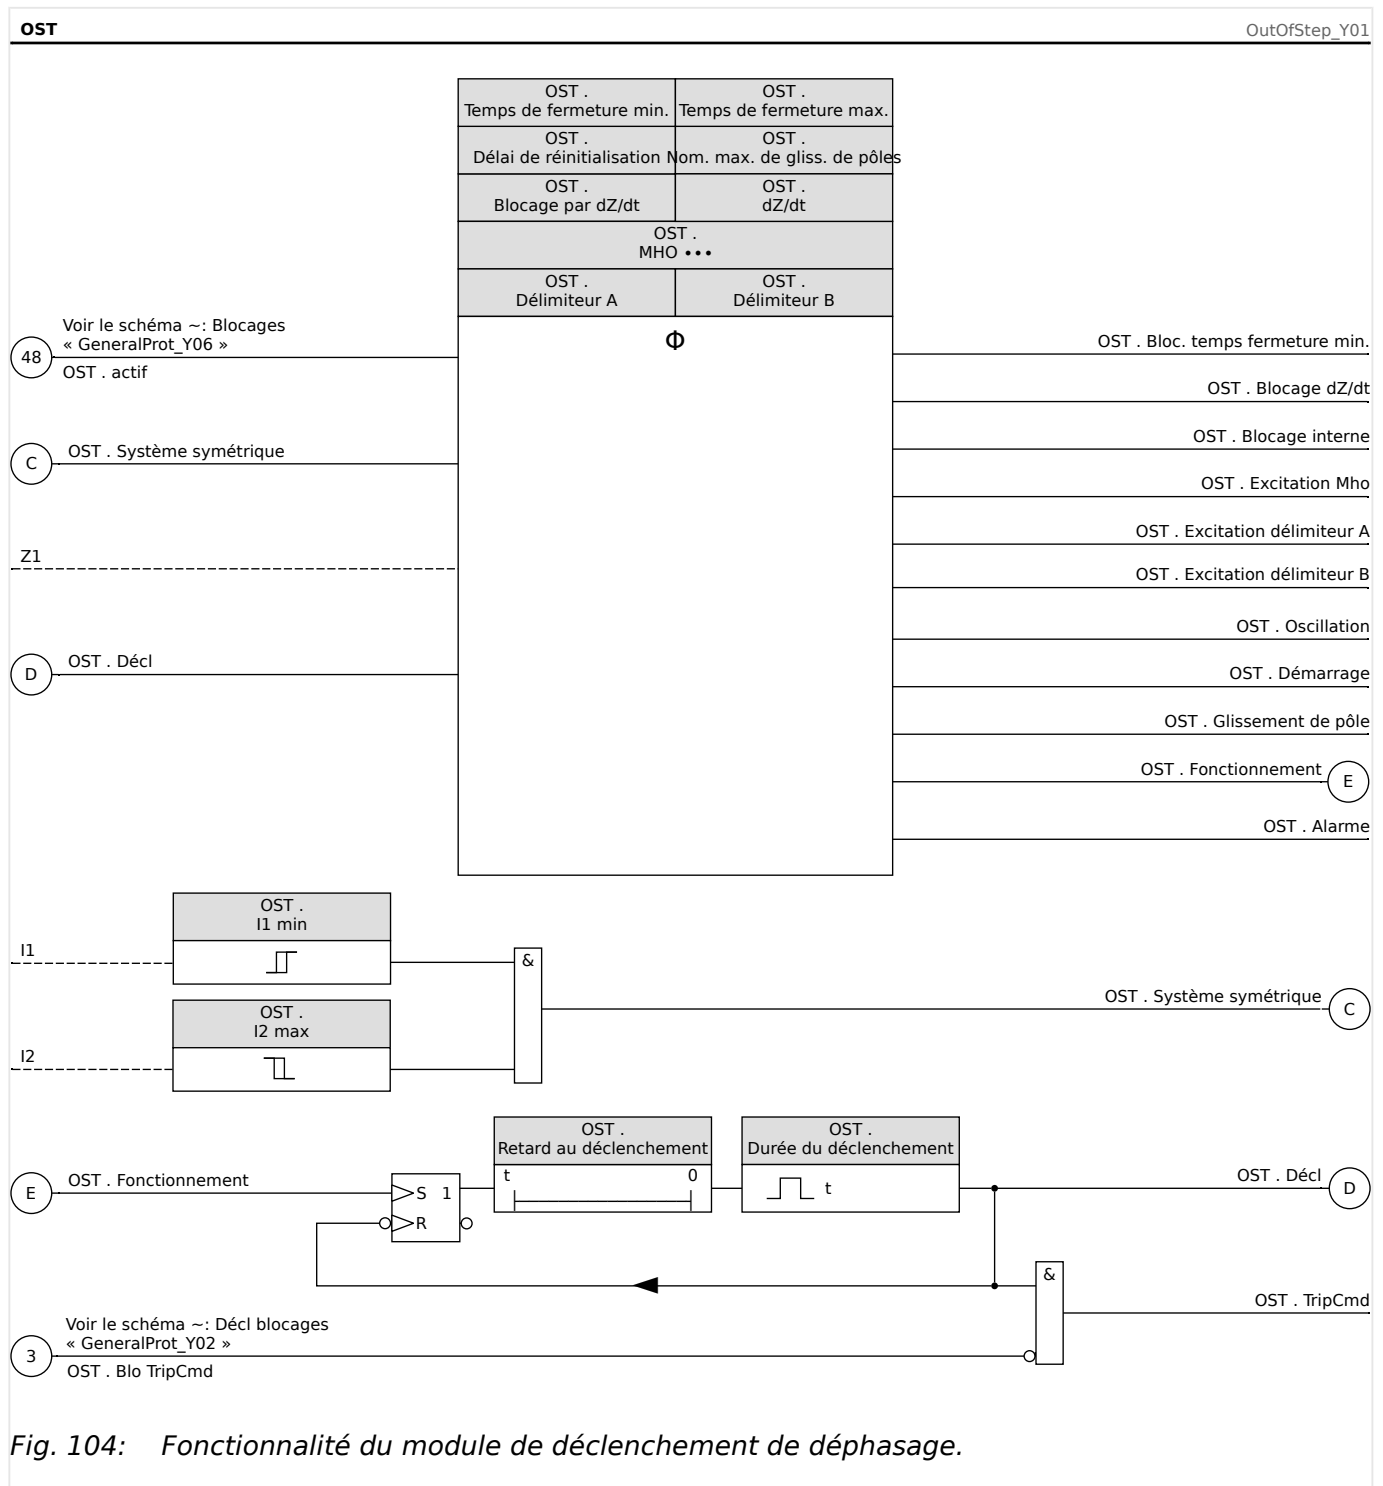 OST
OutOfStep_Y01
OST .
Temps de fermeture min.
OST .
Temps de fermeture max.
OST .
Délai de réinitialisation
OST .
Nom. max. de gliss. de pôles
OST .
Blocage par dZ/dt
OST .
dZ/dt
OST .
MHO •••
OST .
Délimiteur A
OST .
Délimiteur B
Φ
Voir le schéma ~: Blocages
« GeneralProt_Y06 »
48
OST . actif
C
OST . Système symétrique
Z1
D
OST . Décl
OST . Bloc. temps fermeture min.
OST . Blocage dZ/dt
OST . Blocage interne
OST . Excitation Mho
OST . Excitation délimiteur A
OST . Excitation délimiteur B
OST . Oscillation
OST . Démarrage
OST . Glissement de pôle
OST . Fonctionnement
E
OST . Alarme
OST .
I1 min
I1
OST .
I2 max
I2
&
OST . Système symétrique
C
E
OST . Fonctionnement
S 1
R
OST .
Retard au déclenchement
t 0
OST .
Durée du déclenchement
t
OST . Décl
D
&
OST . TripCmd
Voir le schéma ~: Décl blocages
« GeneralProt_Y02 »
3
OST . Blo TripCmd
Fig. 104: Fonctionnalité du module de déclenchement de déphasage.